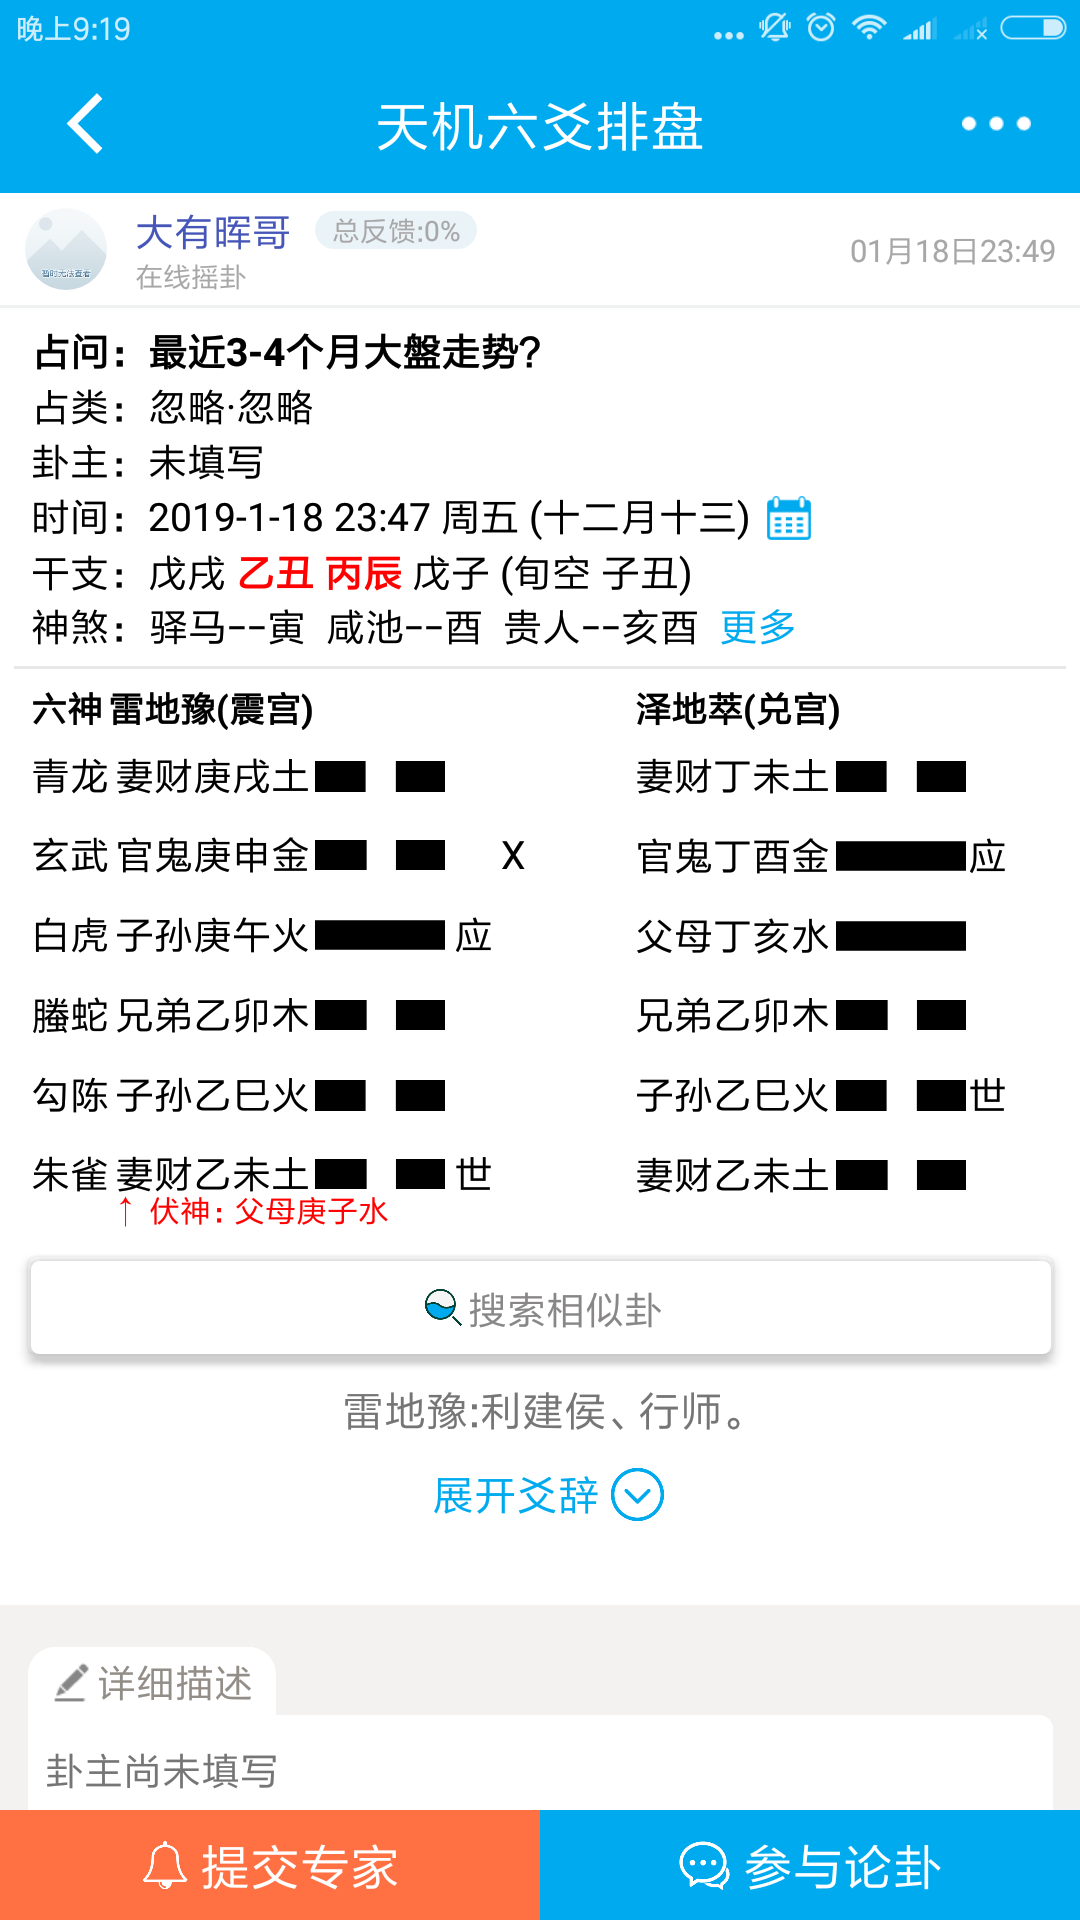 晚上9:19
天机六爻排盘
大有晖哥 总反馈:0%
在线摇卦
01月18日23:49
暂时无法查看
占问：最近3-4个月大盤走势?
占类：忽略·忽略
卦主：未填写
时间：2019-1-18 23:47 周五 (十二月十三)
干支：戊戌 乙丑 丙辰 戊子 (旬空 子丑)
神煞：驿马--寅 咸池--酉 贵人--亥酉 更多
六神 雷地豫(震宫) 泽地萃(兑宫)
青龙 妻财庚戌土 妻财丁未土
玄武 官鬼庚申金 X 官鬼丁酉金 应
白虎 子孙庚午火 应 父母丁亥水
螣蛇 兄弟乙卯木 兄弟乙卯木
勾陈 子孙乙巳火 子孙乙巳火 世
朱雀 妻财乙未土 世 妻财乙未土
↑ 伏神：父母庚子水
搜索相似卦
雷地豫:利建侯、行师。
展开爻辞
详细描述
卦主尚未填写
提交专家 参与论卦